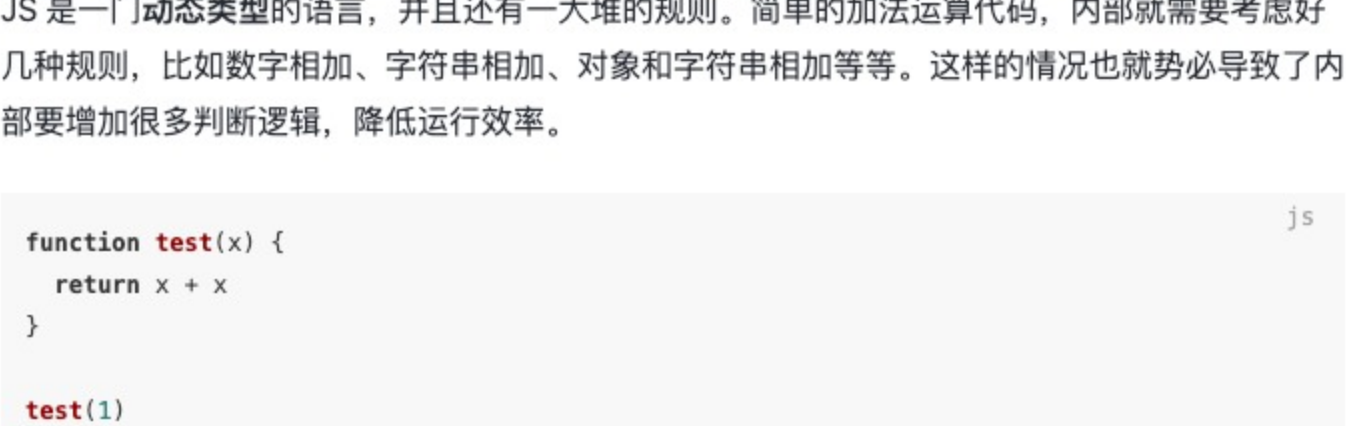 JS 是一门动态类型的语言，并且还有一大堆的规则。简单的加法运算代码，内部就需要考虑好
几种规则，比如数字相加、字符串相加、对象和字符串相加等等。这样的情况也就势必导致了内
部要增加很多判断逻辑，降低运行效率。
js
function test(x) {
  return x + x
}
test(1)